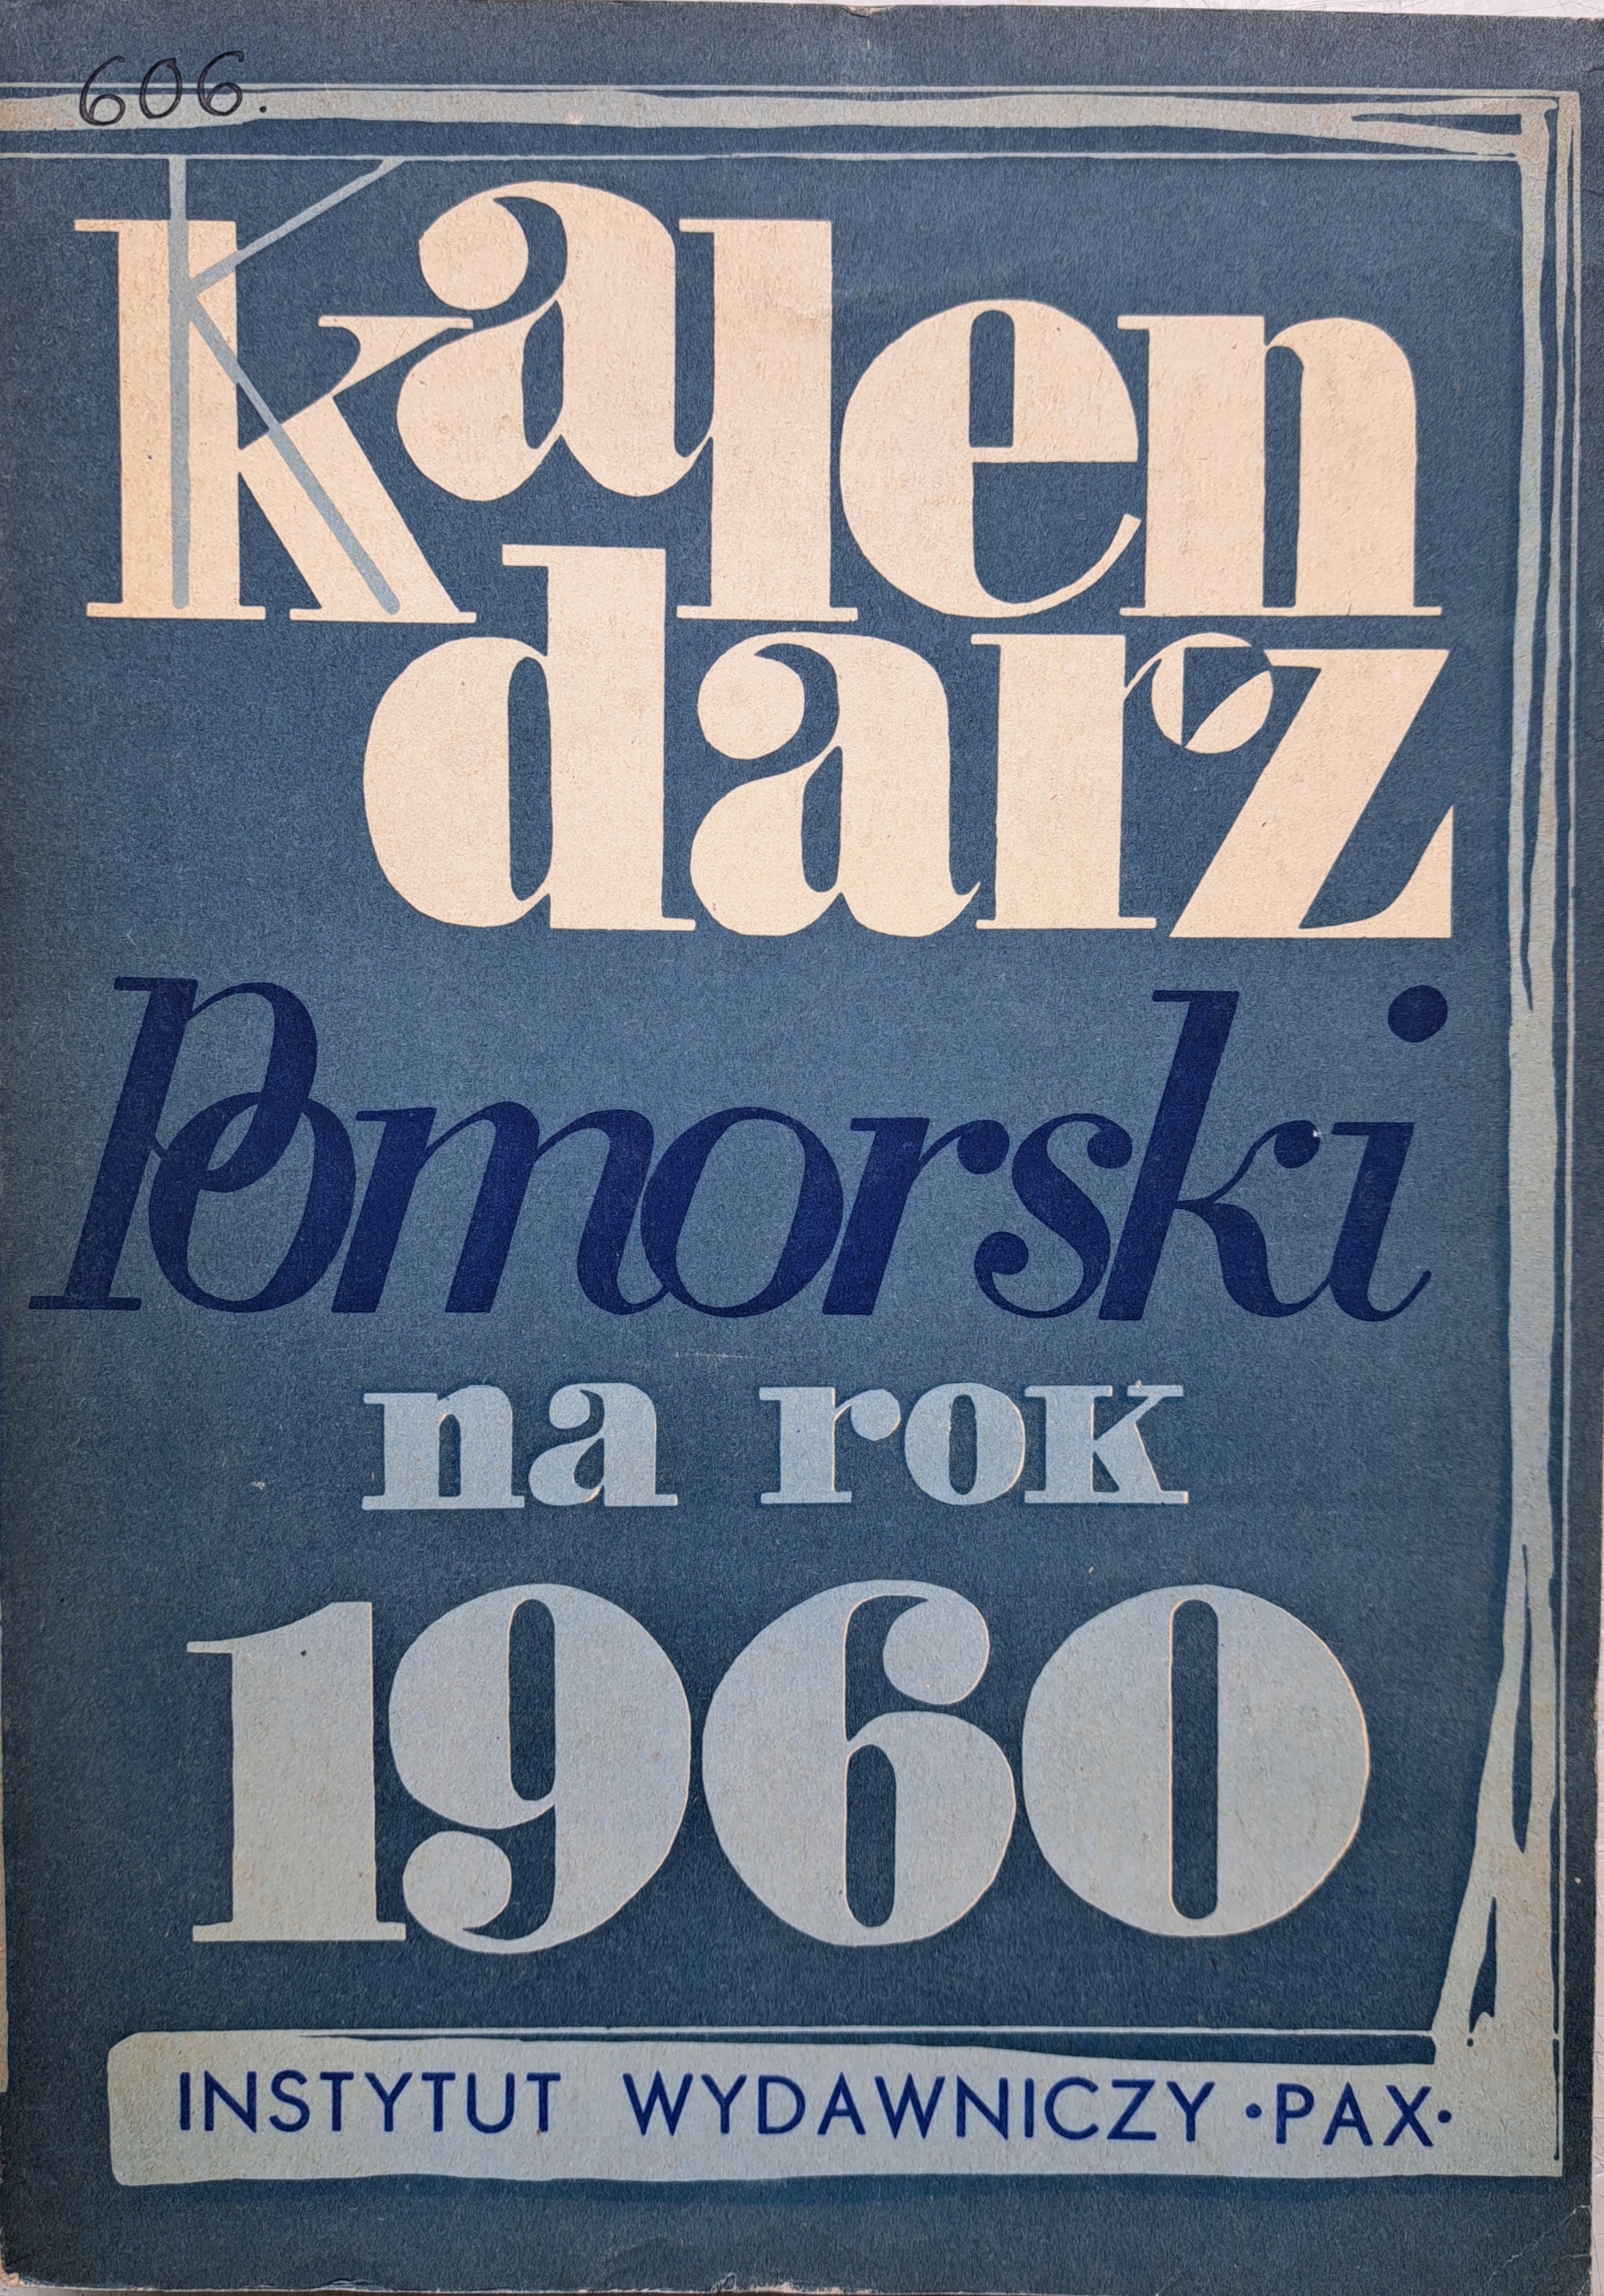 606.
Kalen
darz
Pomorski
na rok
1960
INSTYTUT WYDAWNICZY •PAX•